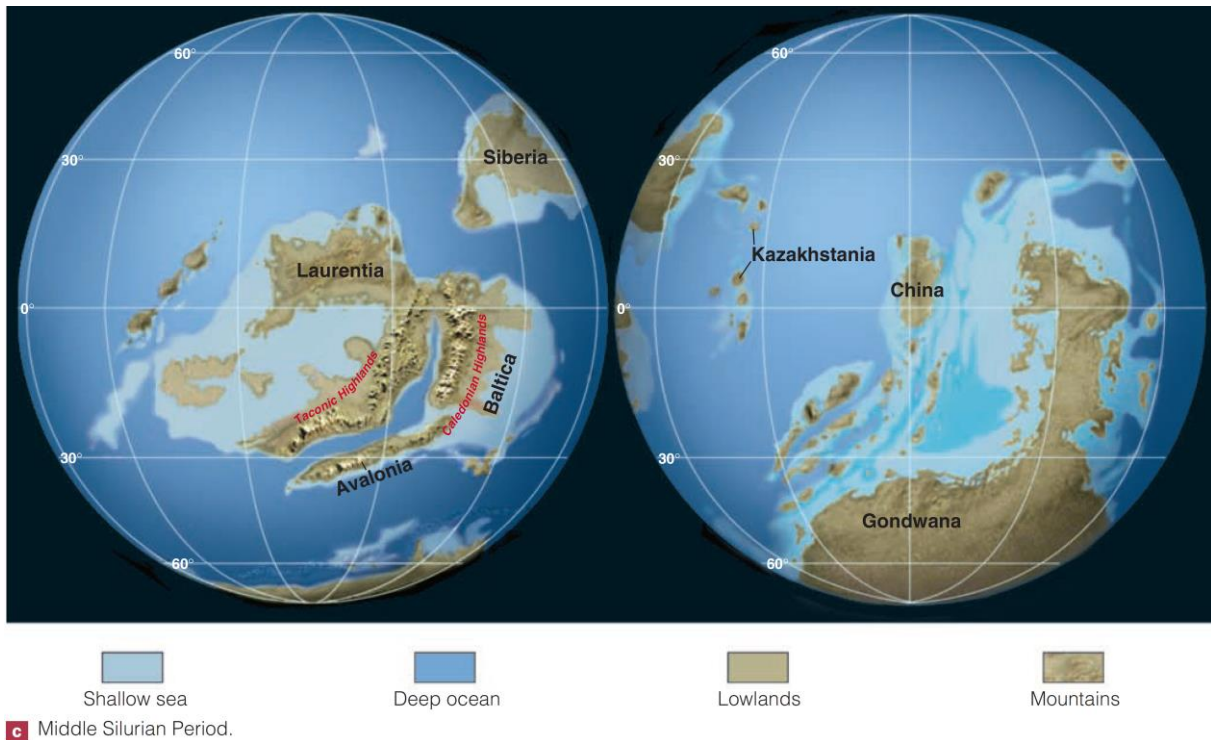 60°
30°
Siberia
Laurentia
0°
Taconic Highlands
Caledonian Highlands
Baltica
30°
Avalonia
60°
60°
30°
Kazakhstania
China
0°
30°
Gondwana
60°
Shallow sea
Deep ocean
Lowlands
Mountains
c Middle Silurian Period.